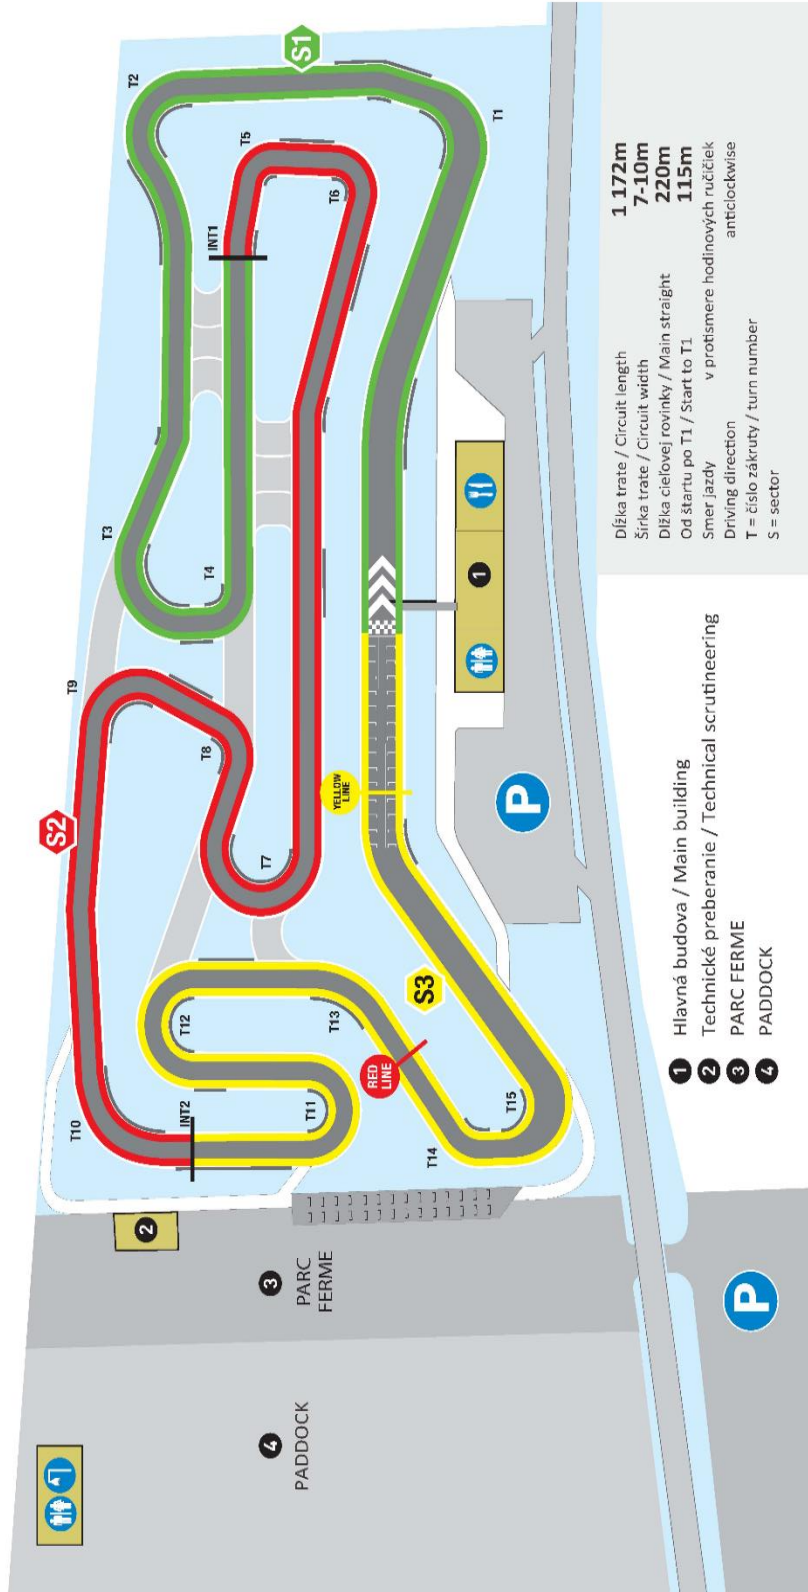 T2
S1
T1
T5
T6
INT1
T3
T4
T9
S2
T8
T7
YELLOW
LINE
P
S3
T12
T13
RED
LINE
T10
INT2
T11
T14
T15
1
2
3
PARC
FERME
4
PADDOCK
P
Dĺžka trate / Circuit length 1 172m
Šírka trate / Circuit width 7-10m
Dĺžka cieľovej rovinky / Main straight 220m
Od štartu po T1 / Start to T1 115m
Smer jazdy v protismere hodinových ručičiek
Driving direction anticlockwise
T = číslo zákruty / turn number
S = sector
1 Hlavná budova / Main building
2 Technické preberanie / Technical scrutineering
3 PARC FERME
4 PADDOCK